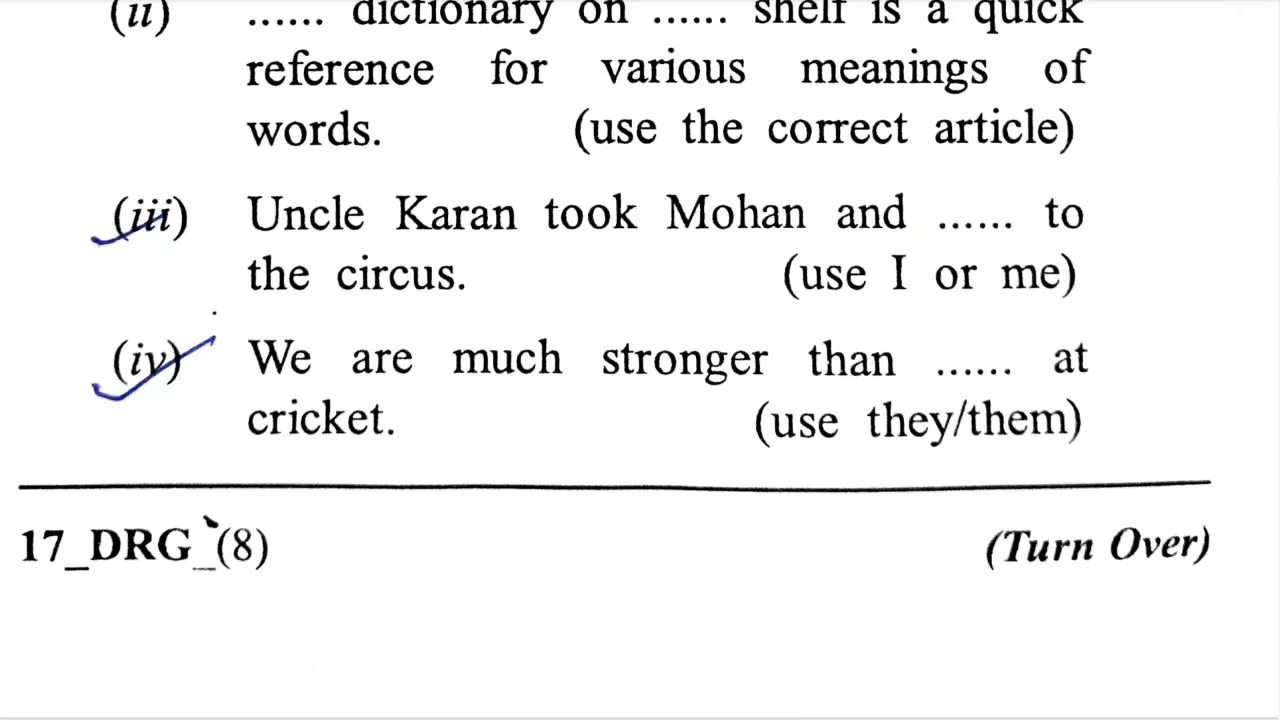 (ii) ...... dictionary on ...... shelf is a quick
reference for various meanings of
words. (use the correct article)
(iii) Uncle Karan took Mohan and ...... to
the circus. (use I or me)
(iv) We are much stronger than ...... at
cricket. (use they/them)
17_DRG_(8) (Turn Over)